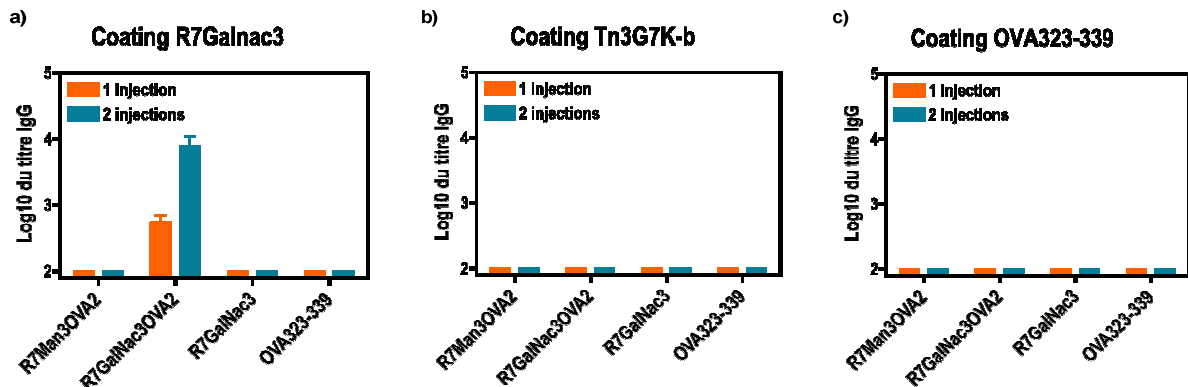 a)
Coating R7Galnac3
Log10 du titre IgG
5
4
3
2
1 Injection
2 injections
R7Man3OVA2
R7GalNac3OVA2
R7GalNac3
OVA323-339
b)
Coating Tn3G7K-b
Log10 du titre IgG
5
4
3
2
1 Injection
2 injections
R7Man3OVA2
R7GalNac3OVA2
R7GalNac3
OVA323-339
c)
Coating OVA323-339
Log10 du titre IgG
5
4
3
2
1 Injection
2 injections
R7Man3OVA2
R7GalNac3OVA2
R7GalNac3
OVA323-339